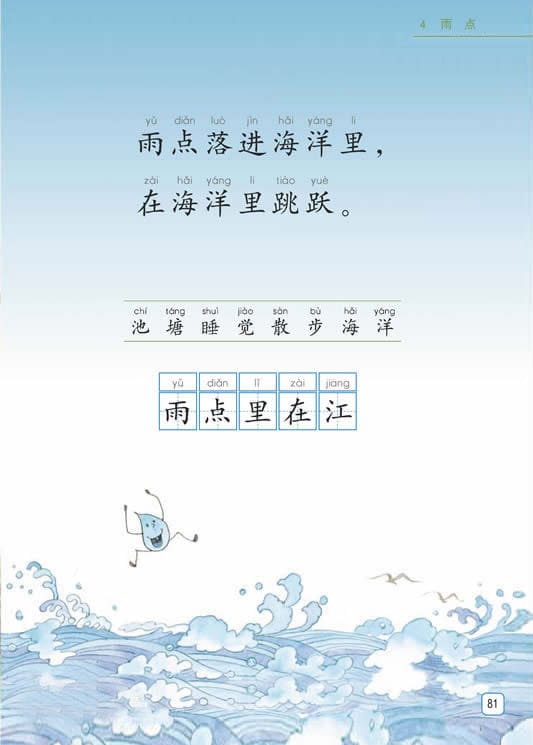 4 雨 点
yǔ diǎn luò jìn hǎi yáng li
雨点落进海洋里，
zài hǎi yáng li tiào yuè
在海洋里跳跃。
chí táng shuì jiào sàn bù hǎi yáng
池 塘 睡 觉 散 步 海 洋
yǔ diǎn lǐ zài jiāng
雨 点 里 在 江
81